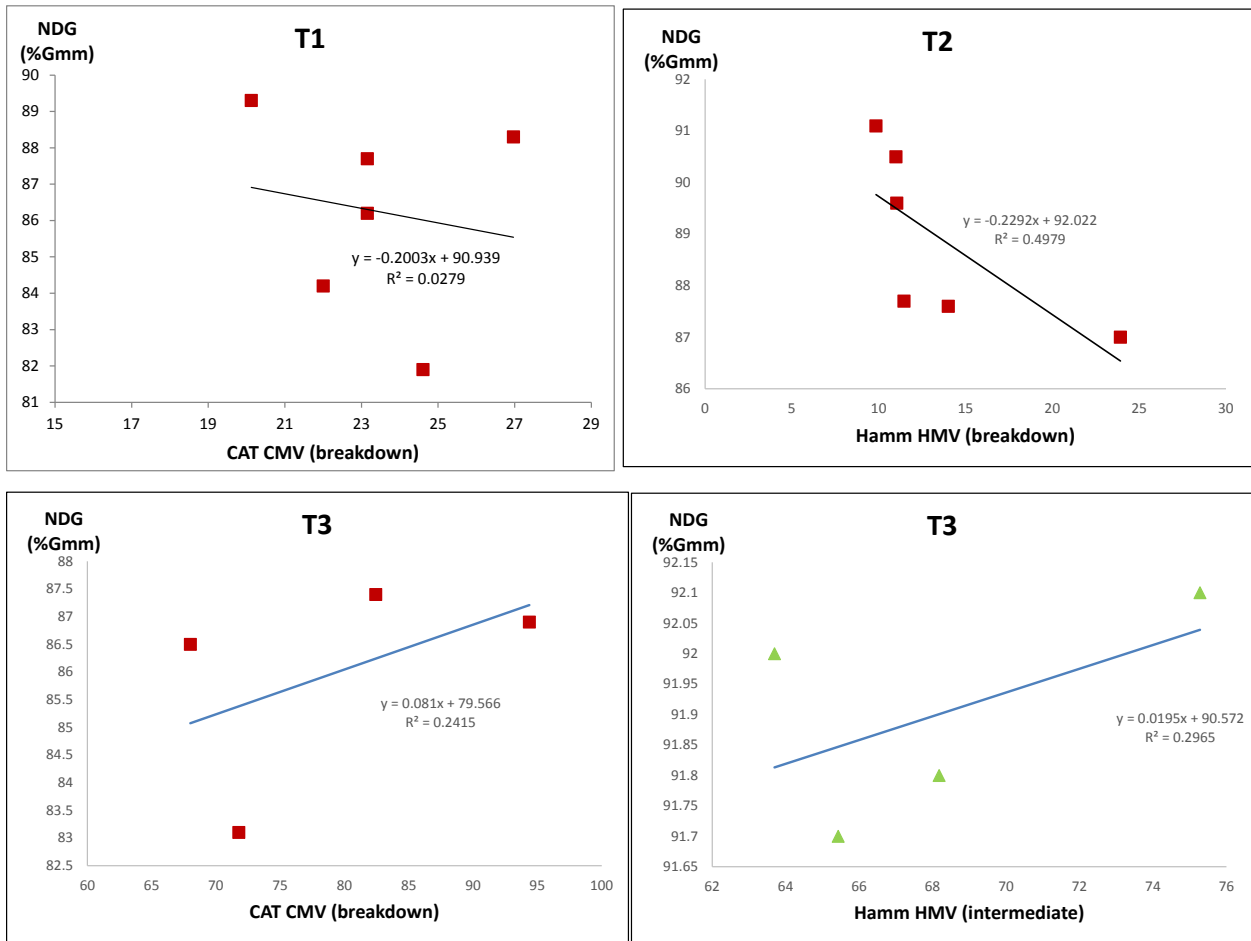 NDG
(%Gmm)
T1
90
89
88
87
86
85
84
83
82
81
y = -0.2003x + 90.939
R² = 0.0279
15 17 19 21 23 25 27 29
CAT CMV (breakdown)
NDG
(%Gmm)
T2
92
91
90
89
88
87
86
y = -0.2292x + 92.022
R² = 0.4979
0 5 10 15 20 25 30
Hamm HMV (breakdown)
NDG
(%Gmm)
T3
88
87.5
87
86.5
86
85.5
85
84.5
84
83.5
83
82.5
y = 0.081x + 79.566
R² = 0.2415
60 65 70 75 80 85 90 95 100
CAT CMV (breakdown)
NDG
(%Gmm)
T3
92.15
92.1
92.05
92
91.95
91.9
91.85
91.8
91.75
91.7
91.65
y = 0.0195x + 90.572
R² = 0.2965
62 64 66 68 70 72 74 76
Hamm HMV (intermediate)